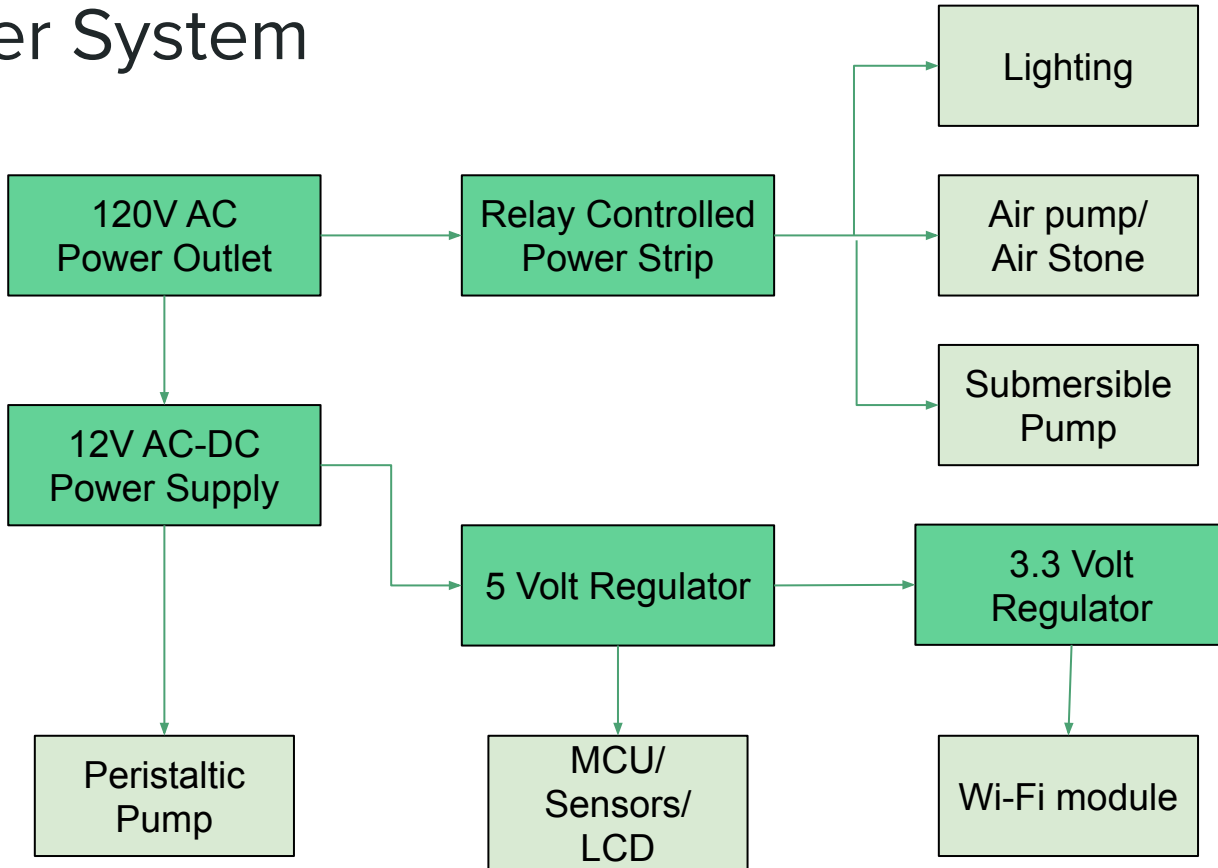 er System
Lighting
120V AC
Power Outlet
Relay Controlled
Power Strip
Air pump/
Air Stone
Submersible
Pump
12V AC-DC
Power Supply
5 Volt Regulator
3.3 Volt
Regulator
Peristaltic
Pump
MCU/
Sensors/
LCD
Wi-Fi module